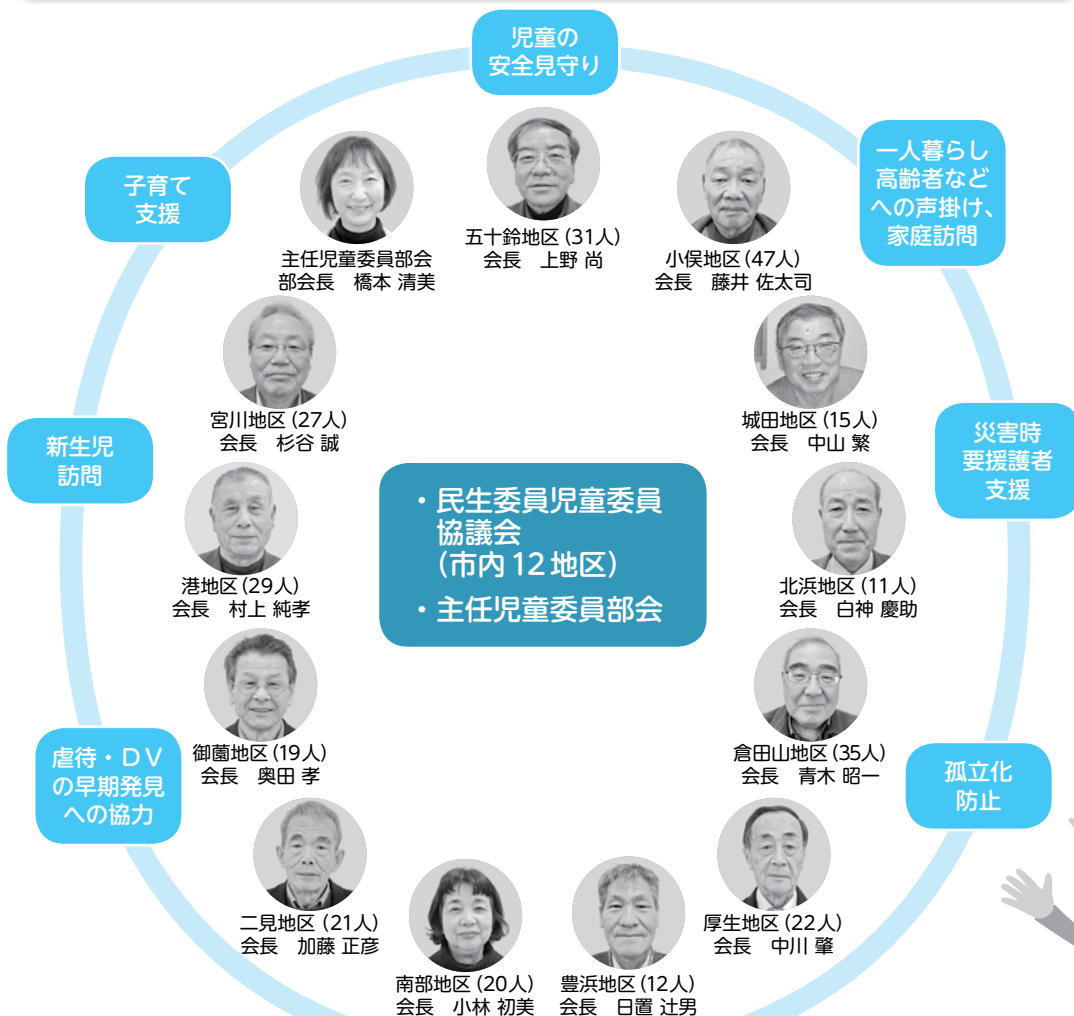 児童の
安全見守り
子育て
支援
一人暮らし
高齢者など
への声掛け、
家庭訪問
主任児童委員部会
部会長 橋本 清美
五十鈴地区(31人)
会長 上野 尚
小俣地区(47人)
会長 藤井 佐太司
宮川地区(27人)
会長 杉谷 誠
城田地区(15人)
会長 中山 繁
新生児
訪問
災害時
要援護者
支援
・民生委員児童委員
協議会
(市内12地区)
・主任児童委員部会
港地区(29人)
会長 村上 純孝
北浜地区(11人)
会長 白神 慶助
御薗地区(19人)
会長 奥田 孝
倉田山地区(35人)
会長 青木 昭一
虐待・DV
の早期発見
への協力
孤立化
防止
二見地区(21人)
会長 加藤 正彦
厚生地区(22人)
会長 中川 肇
南部地区(20人)
会長 小林 初美
豊浜地区(12人)
会長 日置 辻男